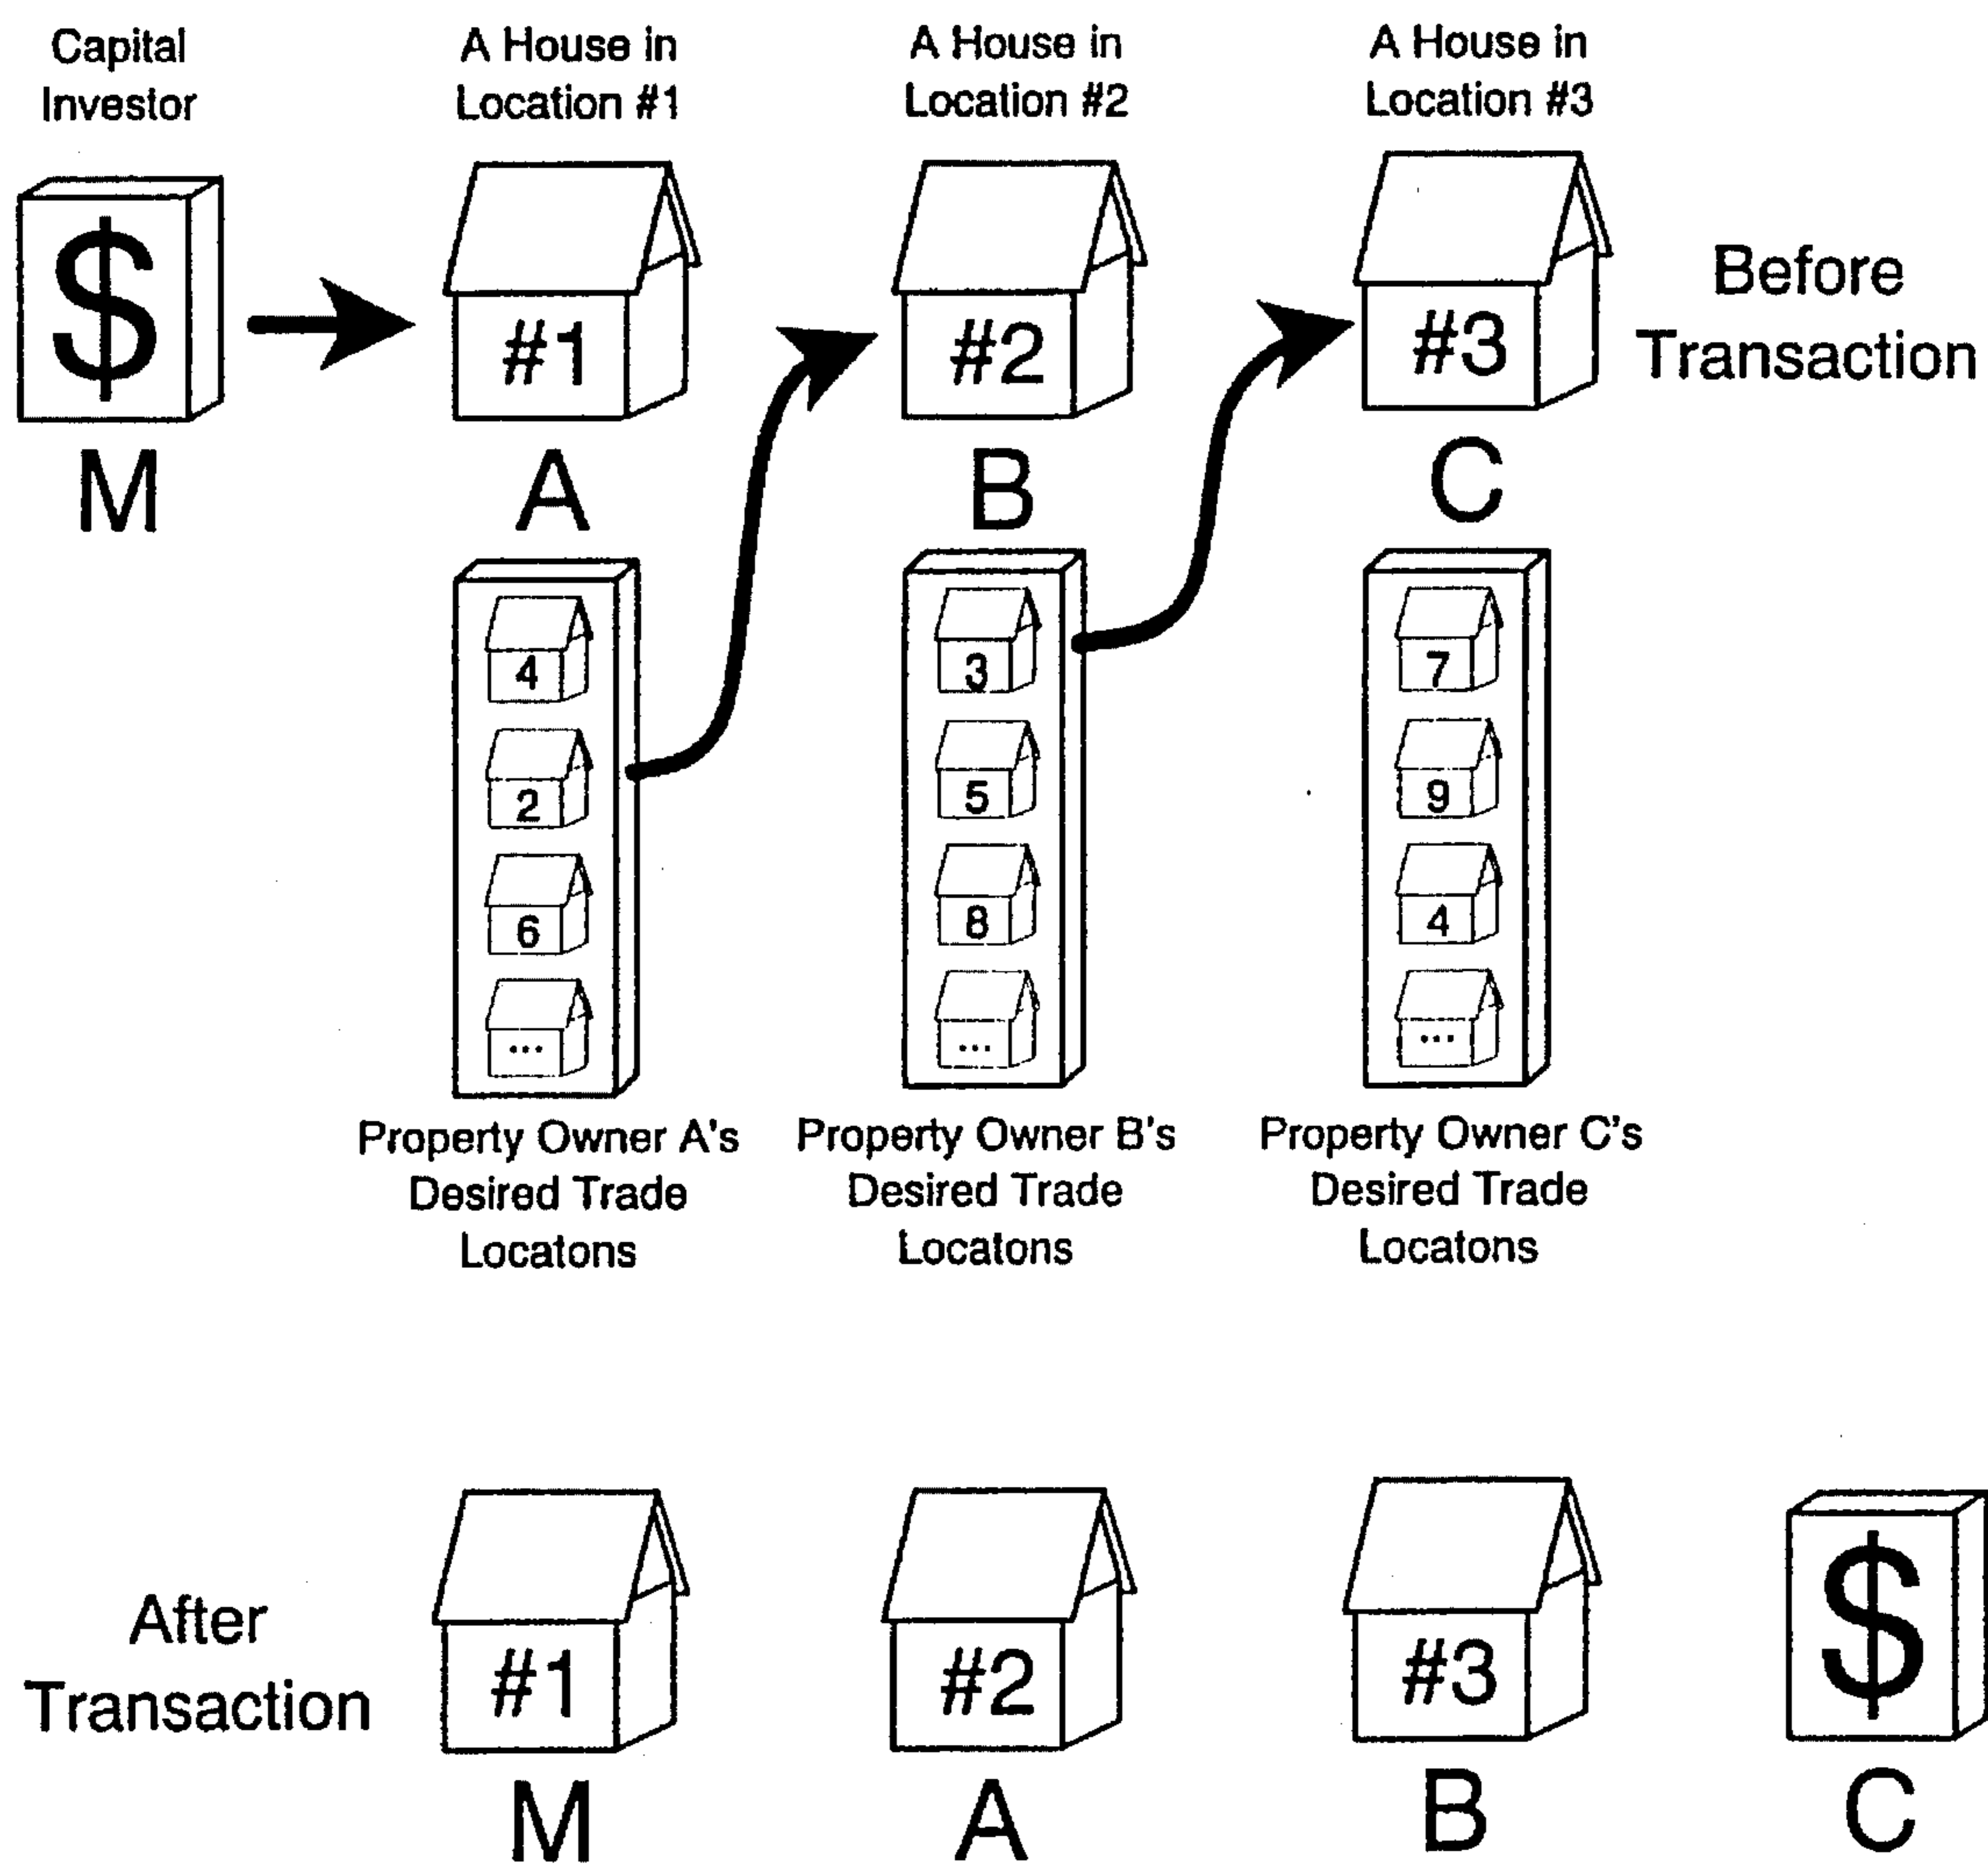 Capital
Investor
A House in
Location #1
A House in
Location #2
A House in
Location #3
$
#1
#2
#3
Before
Transaction
M
A
B
C
4
2
6
...
3
5
8
...
7
9
4
...
Property Owner A's
Desired Trade
Locatons
Property Owner B's
Desired Trade
Locatons
Property Owner C's
Desired Trade
Locatons
After
Transaction
#1
#2
#3
$
M
A
B
C